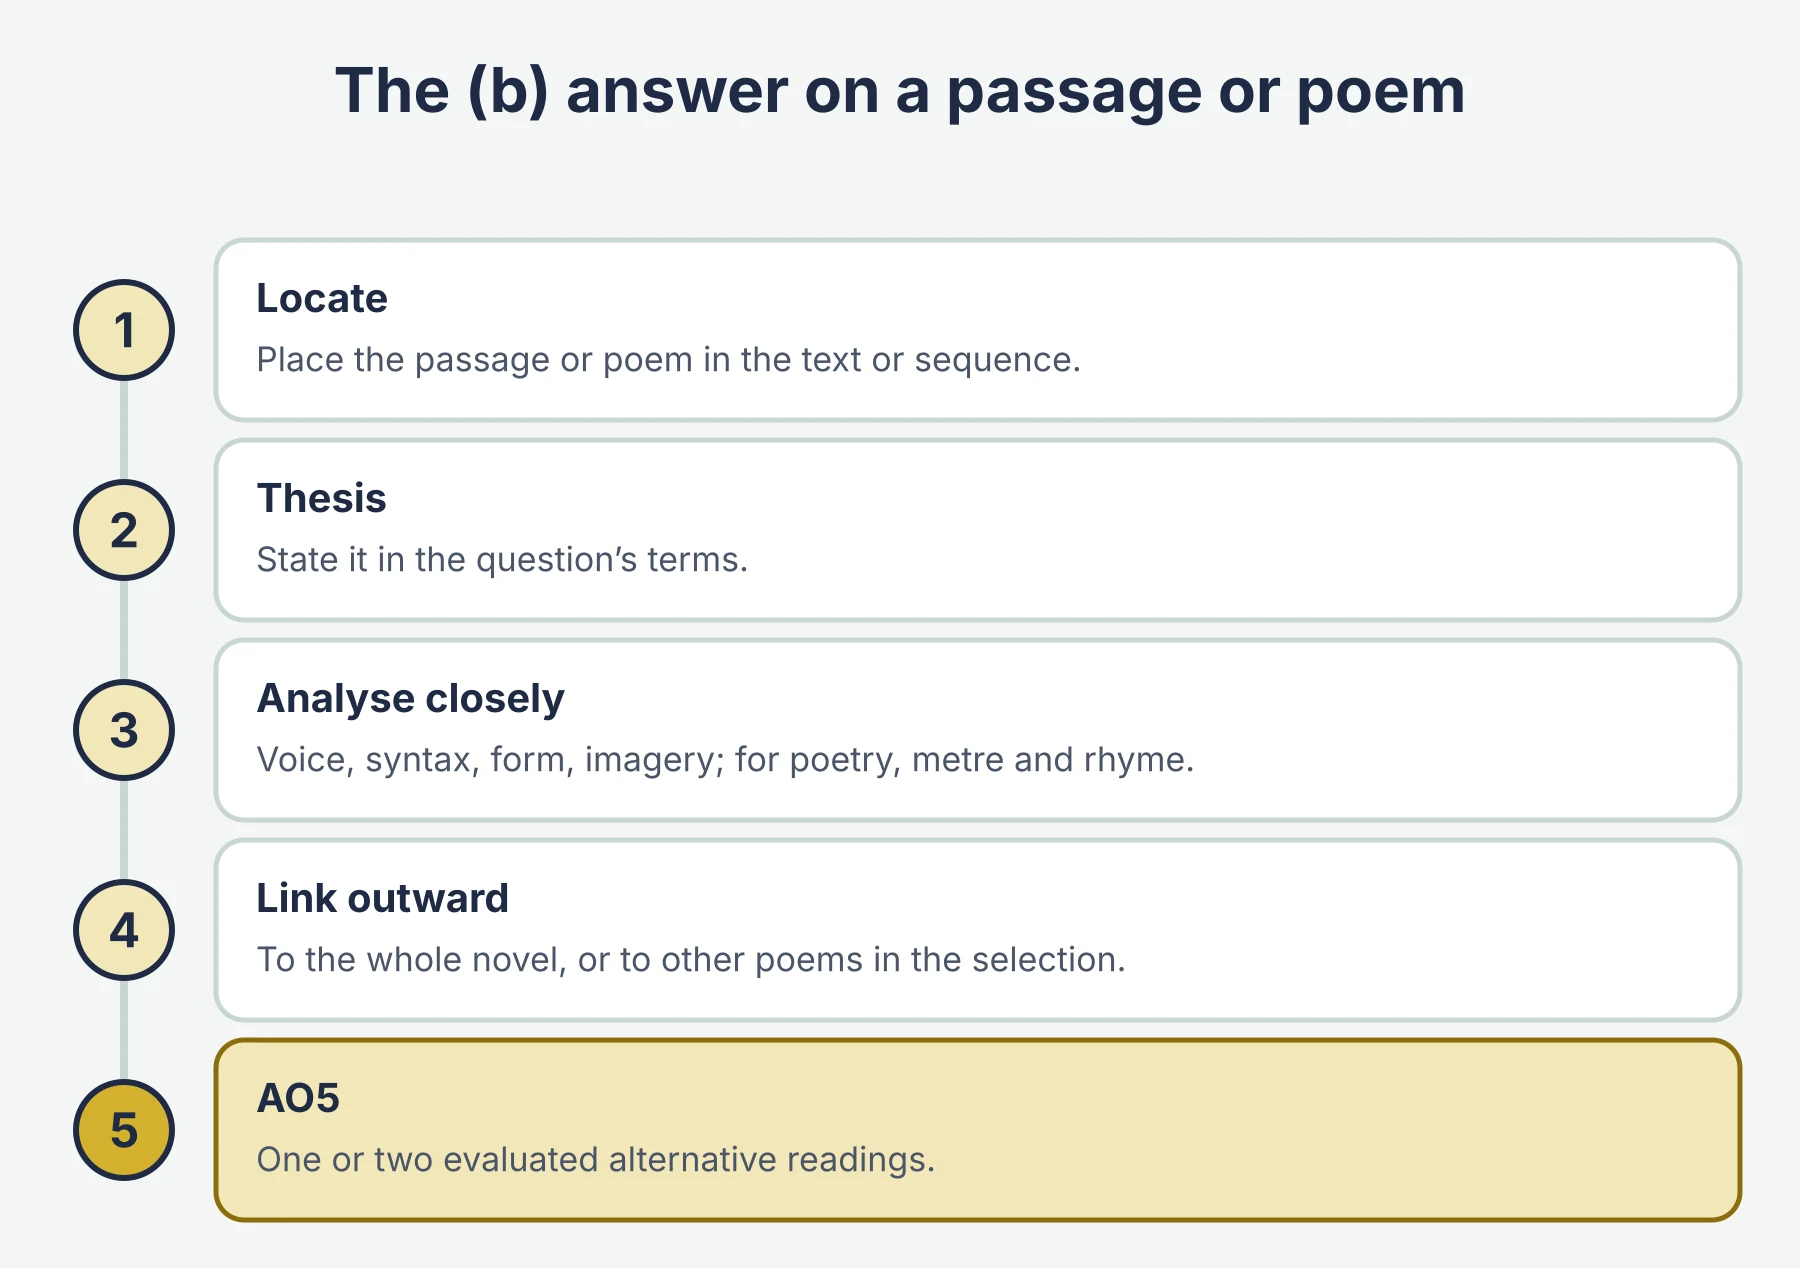 The (b) answer on a passage or poem
1
Locate
Place the passage or poem in the text or sequence.
2
Thesis
State it in the question’s terms.
3
Analyse closely
Voice, syntax, form, imagery; for poetry, metre and rhyme.
4
Link outward
To the whole novel, or to other poems in the selection.
5
AO5
One or two evaluated alternative readings.